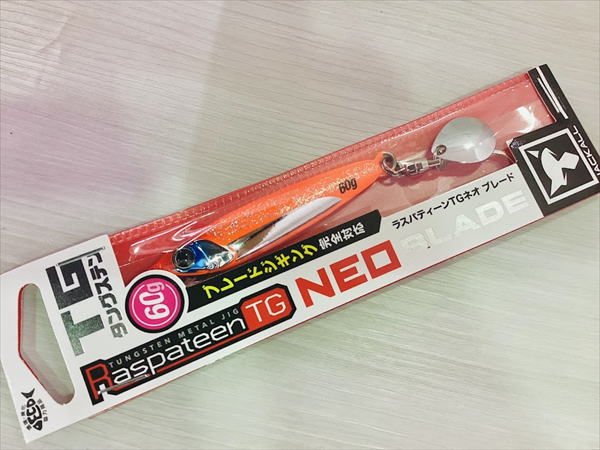 TG
タングステン
60g
60g
ブレードジギング
完全対応
TUNGSTEN METAL JIG
Raspateen TG NEO BLADE
ラスパティーンTGネオ ブレード
JACKALL